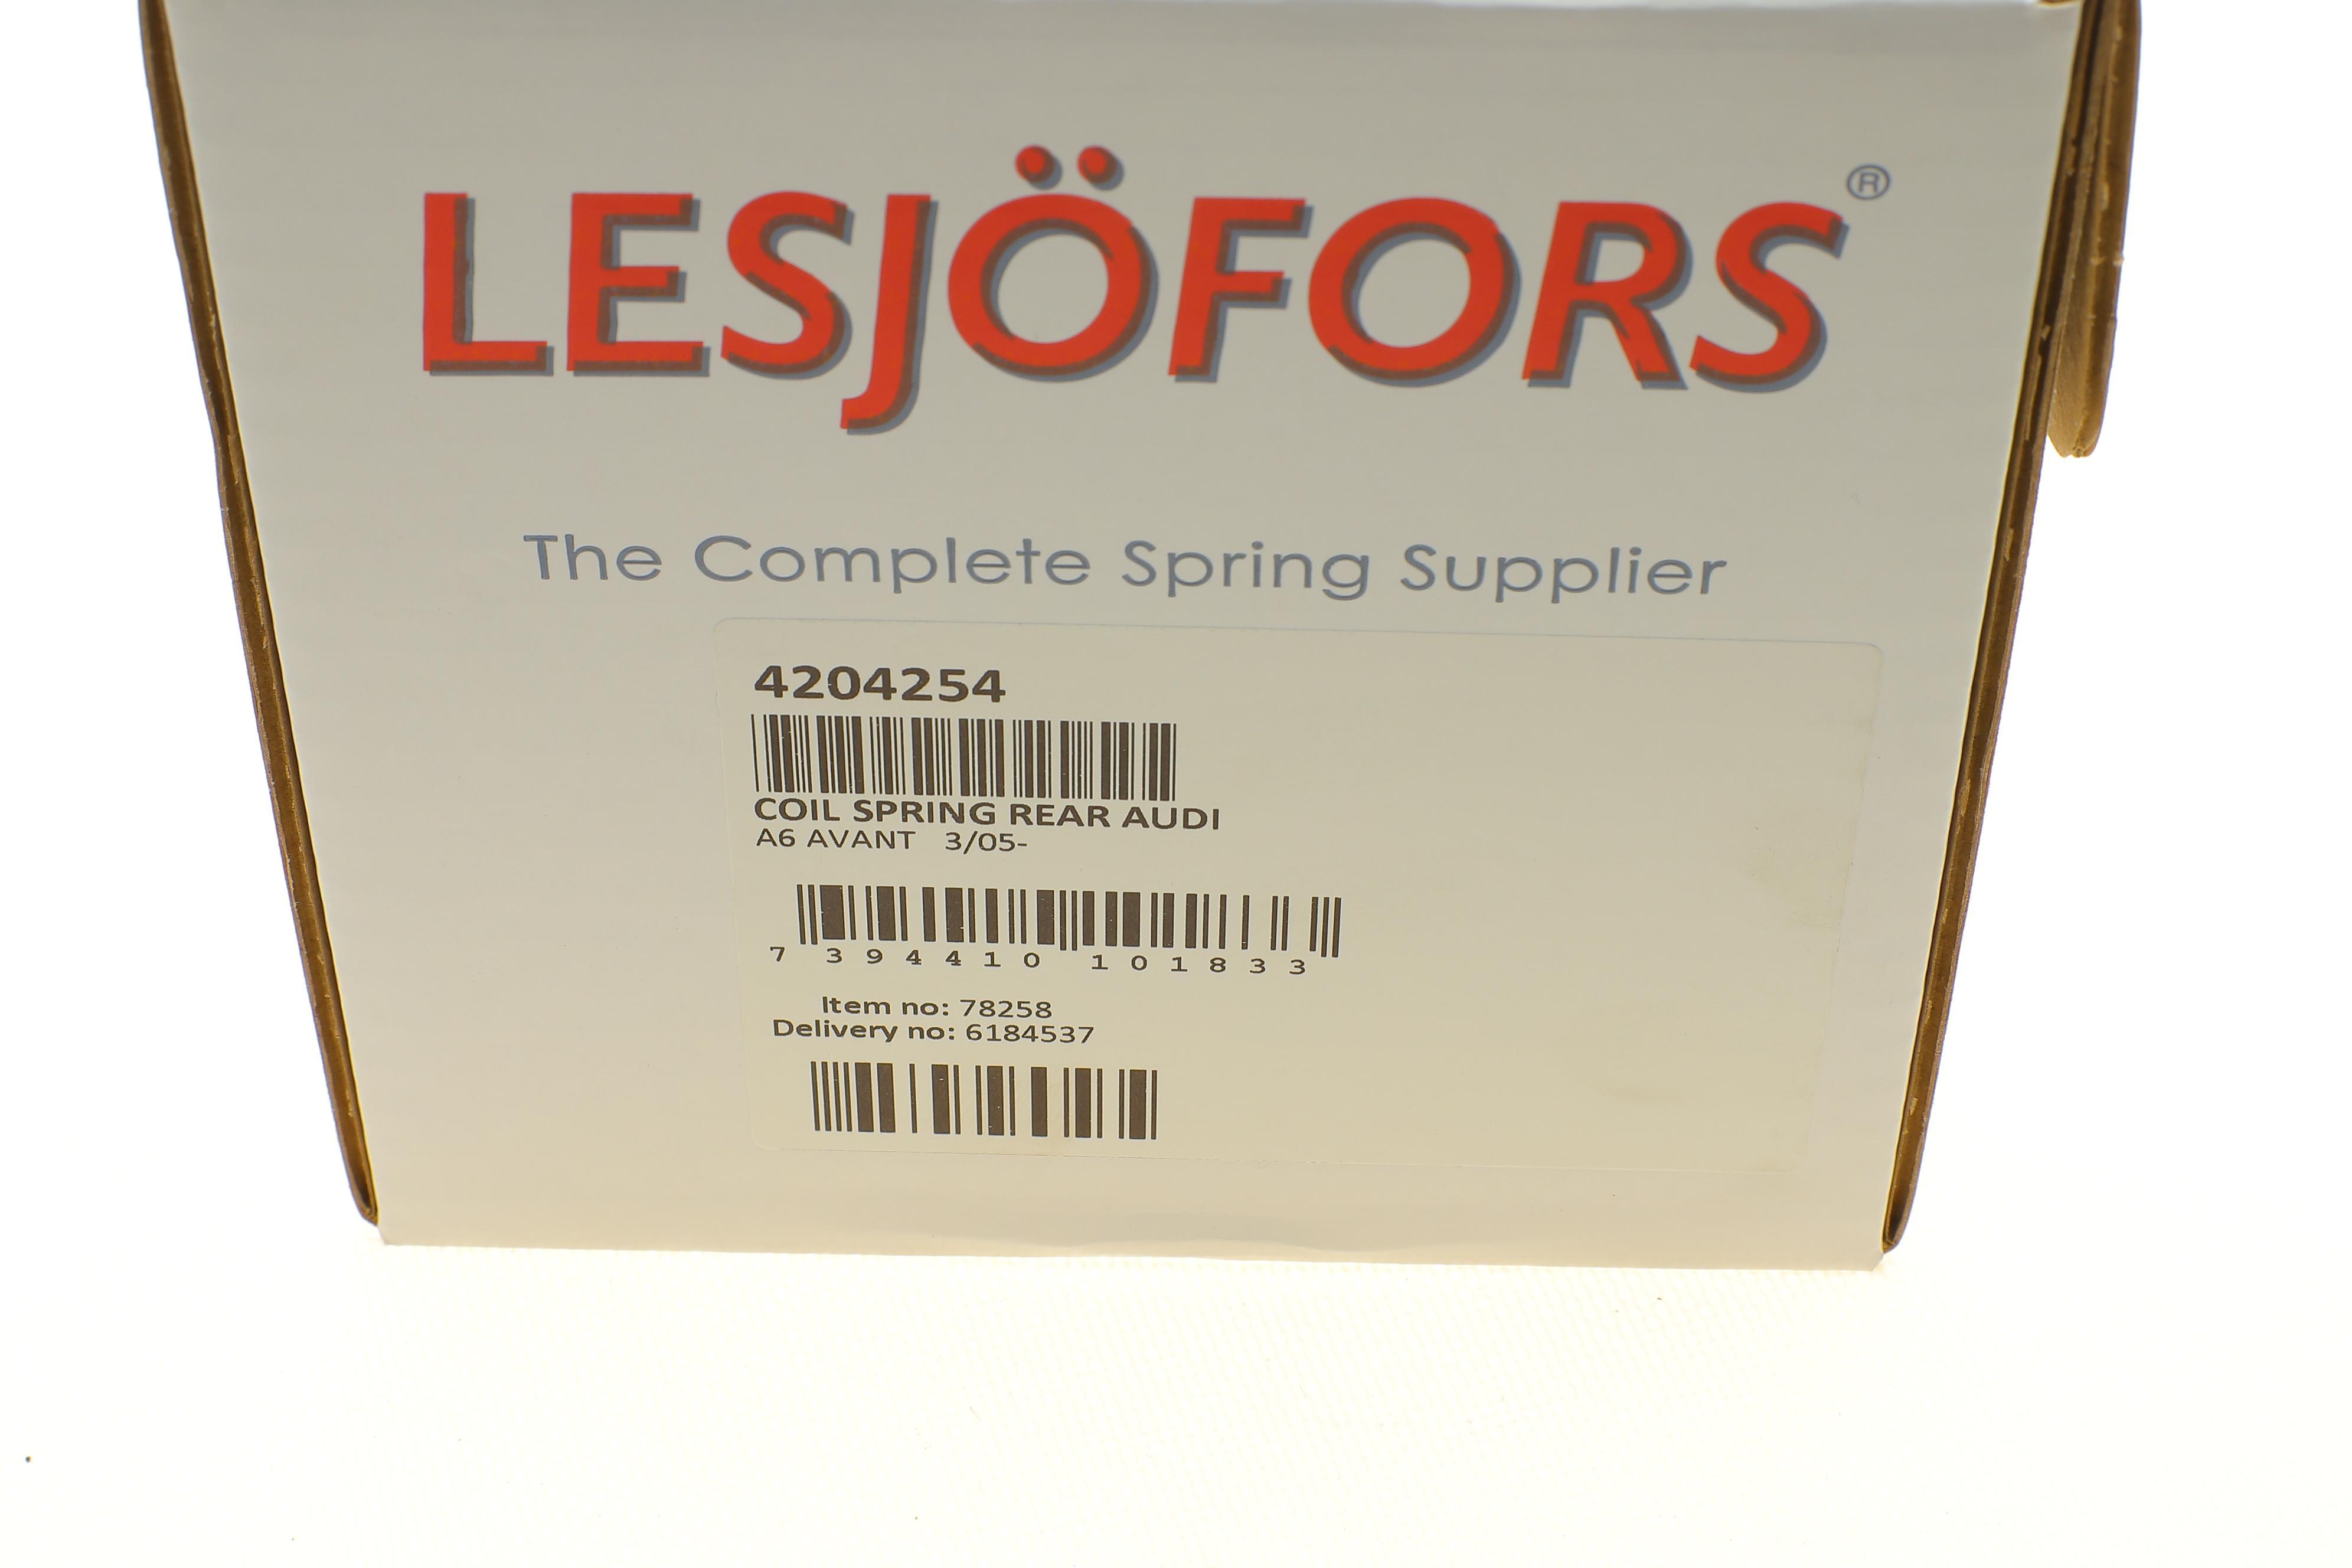 LESJÖFORS®
The Complete Spring Supplier
4204254
COIL SPRING REAR AUDI
A6 AVANT 3/05-
7 394410 101833
Item no: 78258
Delivery no: 6184537